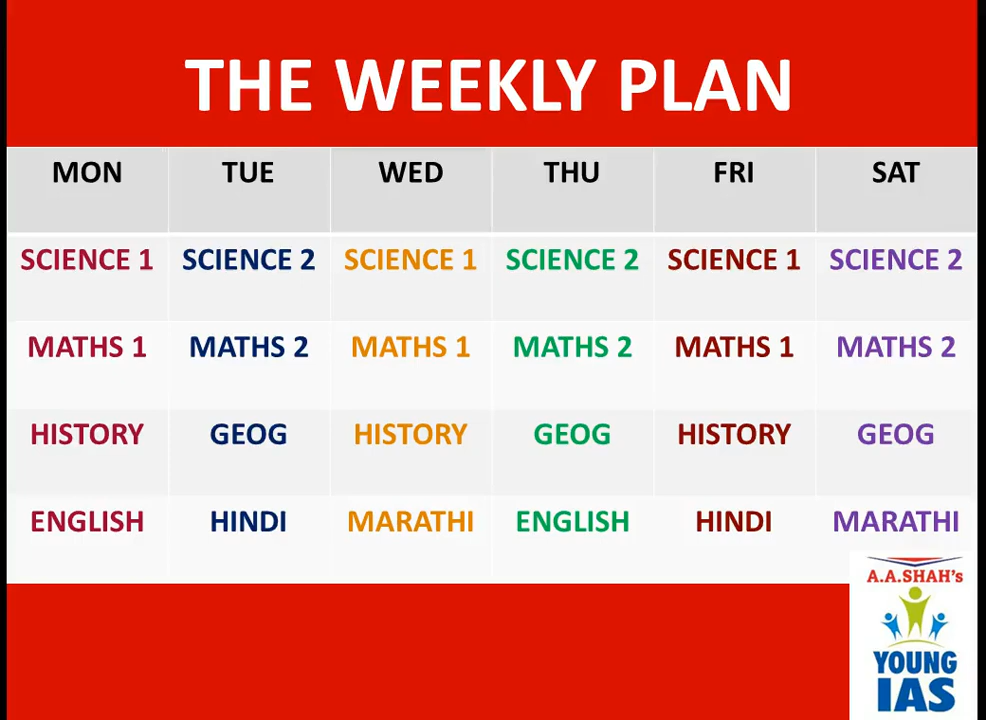 THE WEEKLY PLAN
MON TUE WED THU FRI SAT
SCIENCE 1 SCIENCE 2 SCIENCE 1 SCIENCE 2 SCIENCE 1 SCIENCE 2
MATHS 1 MATHS 2 MATHS 1 MATHS 2 MATHS 1 MATHS 2
HISTORY GEOG HISTORY GEOG HISTORY GEOG
ENGLISH HINDI MARATHI ENGLISH HINDI MARATHI
A.A.SHAH's
YOUNG
IAS